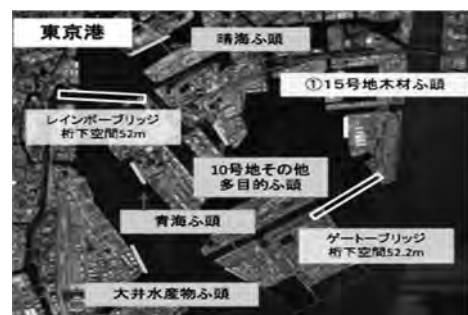 東京港
晴海ふ頭
①15号地木材ふ頭
レインボーブリッジ
桁下空間52m
10号地その他
多目的ふ頭
青海ふ頭
ゲートーブリッジ
桁下空間52.2m
大井水産物ふ頭